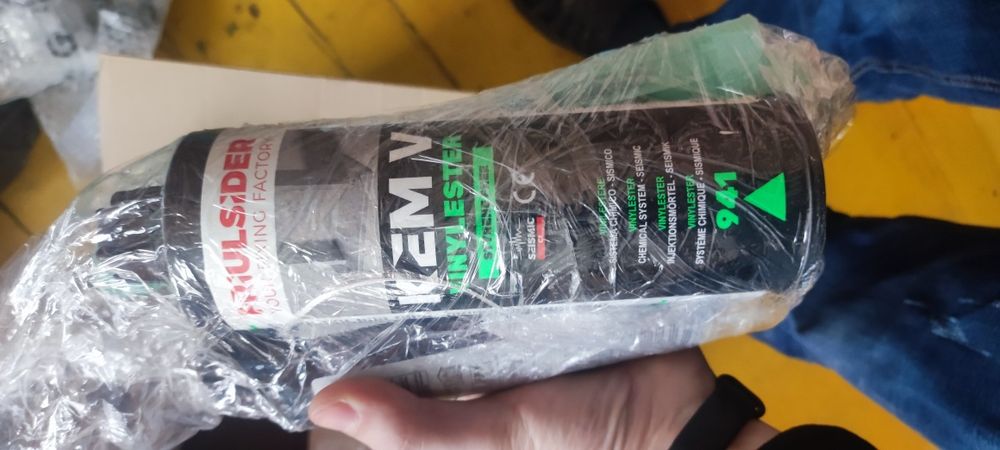 FRIULSIDER
YOUR FIXING FACTORY
KEM V
VINYLESTER
CE
SEISMIC
VINYLESTERE
SISTEMA CHIMICO - SISMICO
VINYLESTER
CHEMICAL SYSTEM - SEISMIC
VINYLESTER
INJEKTIONSMÖRTEL - SEISMIK
VINYLESTER
SYSTÈME CHIMIQUE - SISMIQUE
941